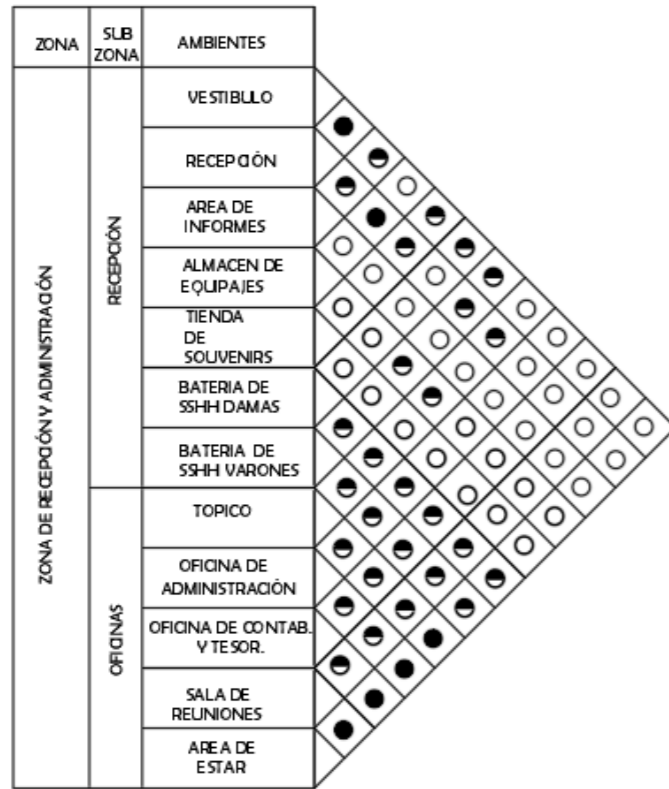 ZONA
SUB
ZONA
AMBIENTES
ZONA DE RECEPCIÓN Y ADMINISTRACIÓN
RECEPCIÓN
VESTIBULO
RECEPCIÓN
AREA DE
INFORMES
ALMACEN DE
EQUIPAJES
TIENDA
DE
SOUVENIRS
BATERIA DE
SSHH DAMAS
BATERIA DE
SSHH VARONES
OFICINAS
TOPICO
OFICINA DE
ADMINISTRACIÓN
OFICINA DE CONTAB.
Y TESOR.
SALA DE
REUNIONES
AREA DE
ESTAR